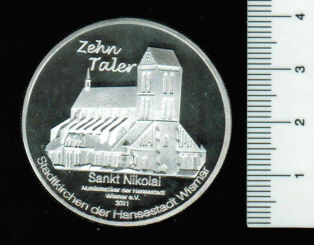 Zehn
Taler
Sankt Nikolai
Numismatiker der Hansestadt
Wismar e.V.
2011
Stadtkirchen der Hansestadt Wismar
4
3
2
1